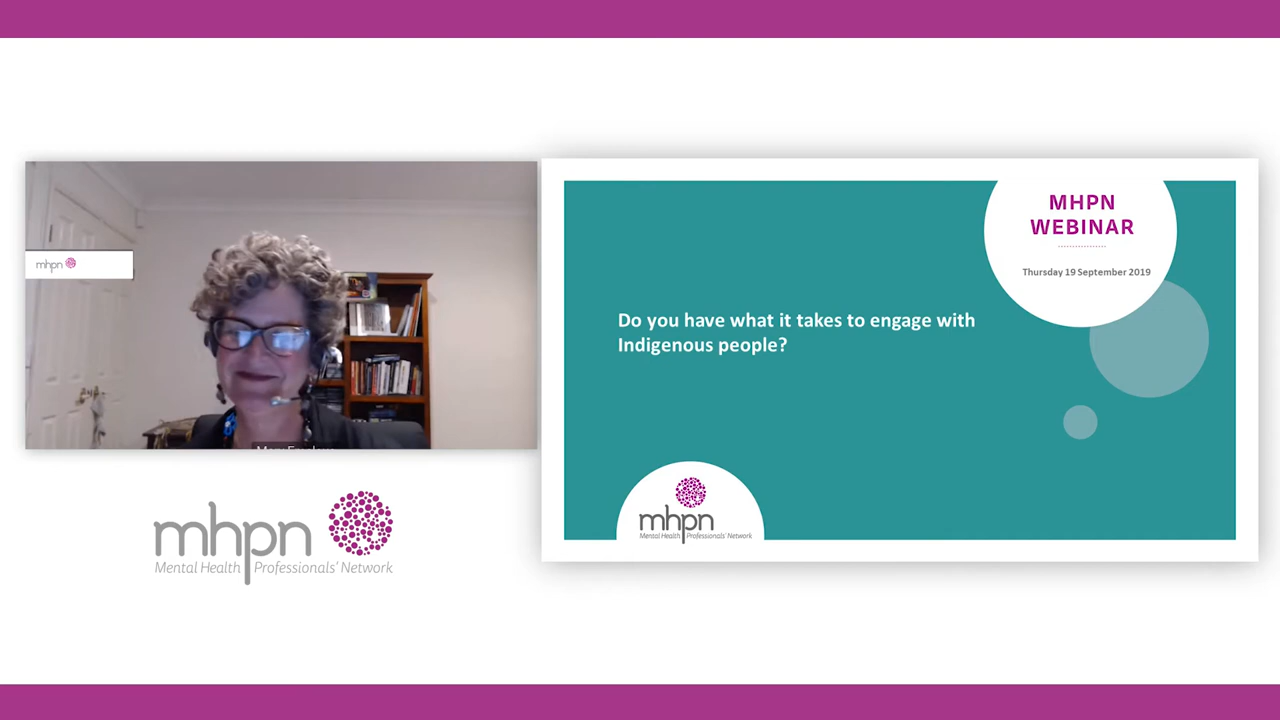 mhpn
mhpn
Mental Health Professionals' Network
MHPN
WEBINAR
Thursday 19 September 2019
Do you have what it takes to engage with
Indigenous people?
mhpn
Mental Health Professionals' Network